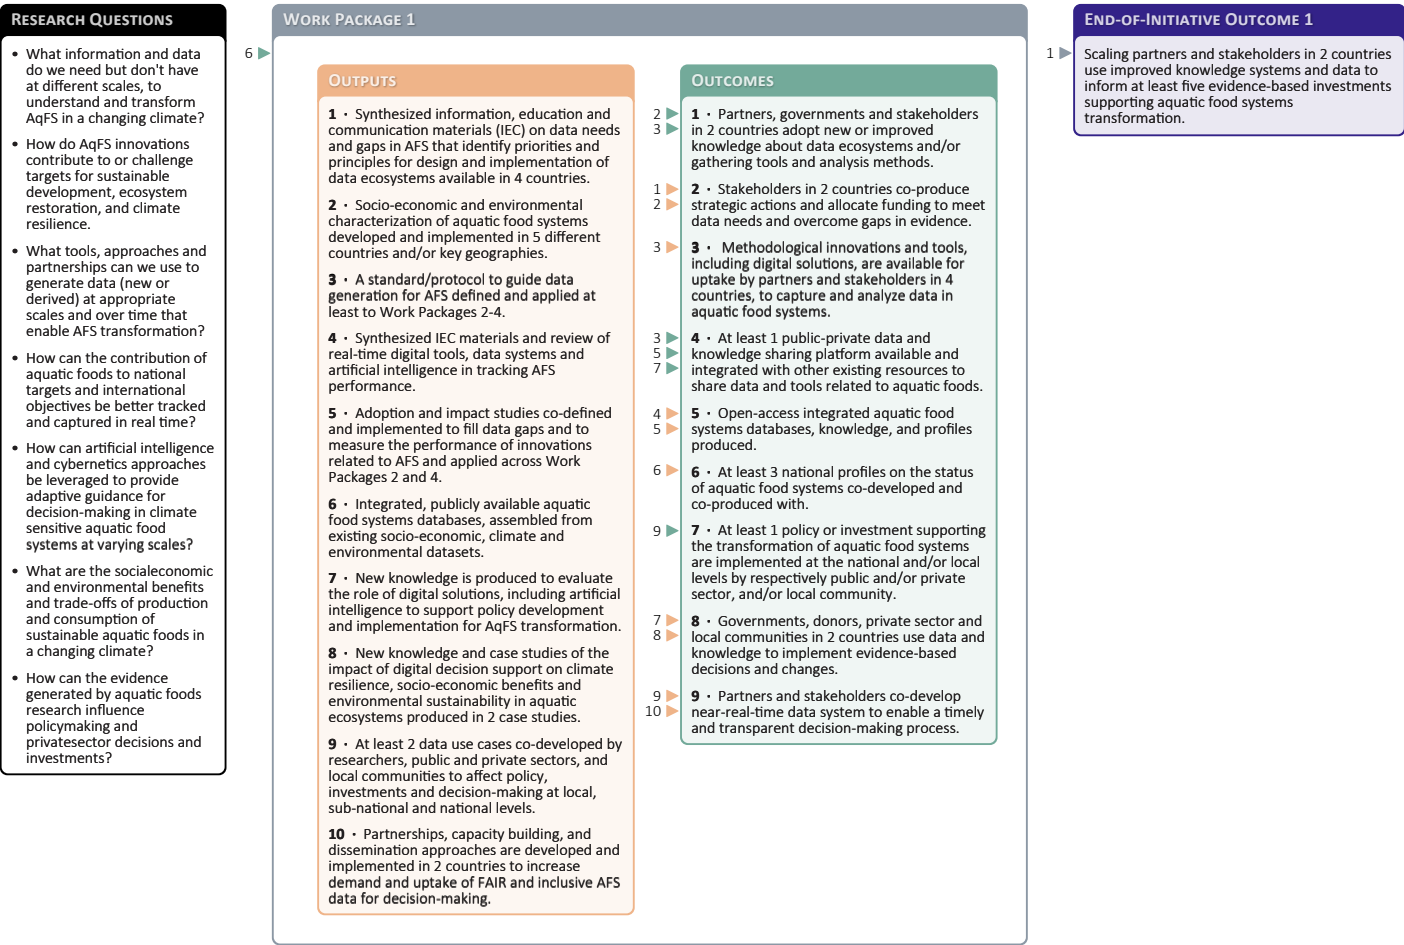 RESEARCH QUESTIONS
• What information and data
do we need but don't have
at different scales, to
understand and transform
AqFS in a changing climate?
• How do AqFS innovations
contribute to or challenge
targets for sustainable
development, ecosystem
restoration, and climate
resilience.
• What tools, approaches and
partnerships can we use to
generate data (new or
derived) at appropriate
scales and over time that
enable AFS transformation?
• How can the contribution of
aquatic foods to national
targets and international
objectives be better tracked
and captured in real time?
• How can artificial intelligence
and cybernetics approaches
be leveraged to provide
adaptive guidance for
decision-making in climate
sensitive aquatic food
systems at varying scales?
• What are the socialeconomic
and environmental benefits
and trade-offs of production
and consumption of
sustainable aquatic foods in
a changing climate?
• How can the evidence
generated by aquatic foods
research influence
policymaking and
privatesector decisions and
investments?
WORK PACKAGE 1
6
OUTPUTS
1 · Synthesized information, education and
communication materials (IEC) on data needs
and gaps in AFS that identify priorities and
principles for design and implementation of
data ecosystems available in 4 countries.
2 · Socio-economic and environmental
characterization of aquatic food systems
developed and implemented in 5 different
countries and/or key geographies.
3 · A standard/protocol to guide data
generation for AFS defined and applied at
least to Work Packages 2-4.
4 · Synthesized IEC materials and review of
real-time digital tools, data systems and
artificial intelligence in tracking AFS
performance.
5 · Adoption and impact studies co-defined
and implemented to fill data gaps and to
measure the performance of innovations
related to AFS and applied across Work
Packages 2 and 4.
6 · Integrated, publicly available aquatic
food systems databases, assembled from
existing socio-economic, climate and
environmental datasets.
7 · New knowledge is produced to evaluate
the role of digital solutions, including artificial
intelligence to support policy development
and implementation for AqFS transformation.
8 · New knowledge and case studies of the
impact of digital decision support on climate
resilience, socio-economic benefits and
environmental sustainability in aquatic
ecosystems produced in 2 case studies.
9 · At least 2 data use cases co-developed by
researchers, public and private sectors, and
local communities to affect policy,
investments and decision-making at local,
sub-national and national levels.
10 · Partnerships, capacity building, and
dissemination approaches are developed and
implemented in 2 countries to increase
demand and uptake of FAIR and inclusive AFS
data for decision-making.
OUTCOMES
2
3
1 · Partners, governments and stakeholders
in 2 countries adopt new or improved
knowledge about data ecosystems and/or
gathering tools and analysis methods.
1
2
2 · Stakeholders in 2 countries co-produce
strategic actions and allocate funding to meet
data needs and overcome gaps in evidence.
3
3 · Methodological innovations and tools,
including digital solutions, are available for
uptake by partners and stakeholders in 4
countries, to capture and analyze data in
aquatic food systems.
3
5
7
4 · At least 1 public-private data and
knowledge sharing platform available and
integrated with other existing resources to
share data and tools related to aquatic foods.
4
5
5 · Open-access integrated aquatic food
systems databases, knowledge, and profiles
produced.
6
6 · At least 3 national profiles on the status
of aquatic food systems co-developed and
co-produced with.
9
7 · At least 1 policy or investment supporting
the transformation of aquatic food systems
are implemented at the national and/or local
levels by respectively public and/or private
sector, and/or local community.
7
8
8 · Governments, donors, private sector and
local communities in 2 countries use data and
knowledge to implement evidence-based
decisions and changes.
9
10
9 · Partners and stakeholders co-develop
near-real-time data system to enable a timely
and transparent decision-making process.
END-OF-INITIATIVE OUTCOME 1
1
Scaling partners and stakeholders in 2 countries
use improved knowledge systems and data to
inform at least five evidence-based investments
supporting aquatic food systems
transformation.